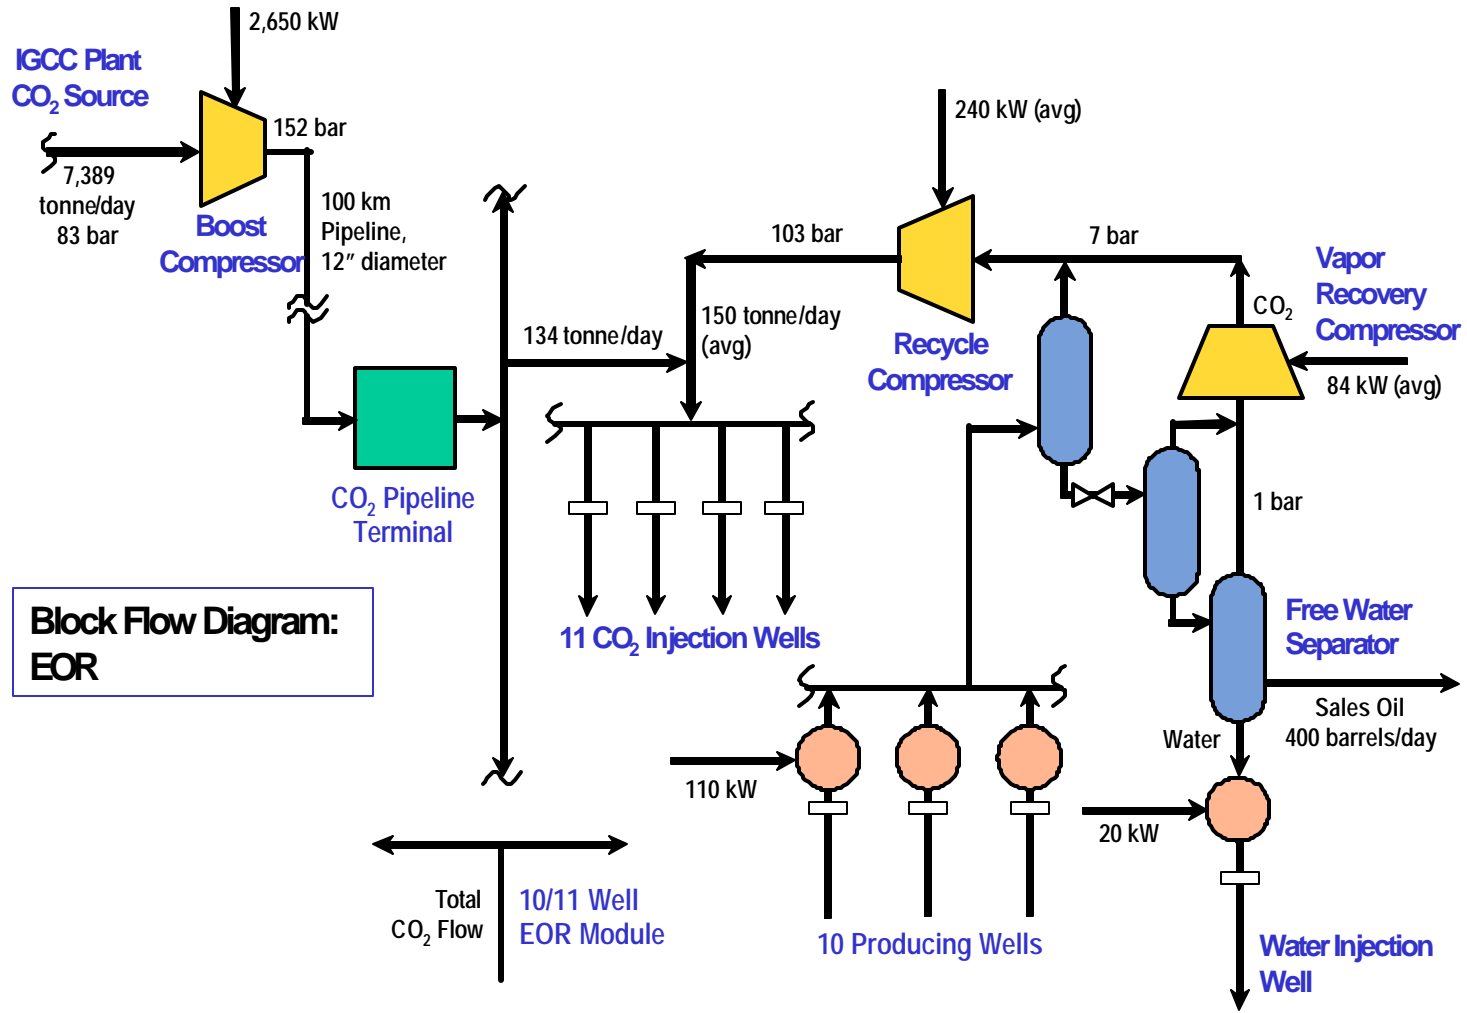 2,650 kW
IGCC Plant
CO2 Source
152 bar
7,389
tonne/day
83 bar
Boost
Compressor
100 km
Pipeline,
12" diameter
CO2 Pipeline
Terminal
134 tonne/day
103 bar
150 tonne/day
(avg)
240 kW (avg)
7 bar
Recycle
Compressor
Vapor
Recovery
Compressor
CO2
84 kW (avg)
1 bar
11 CO2 Injection Wells
Block Flow Diagram:
EOR
Free Water
Separator
Sales Oil
400 barrels/day
Water
110 kW
20 kW
Total
CO2 Flow
10/11 Well
EOR Module
10 Producing Wells
Water Injection
Well